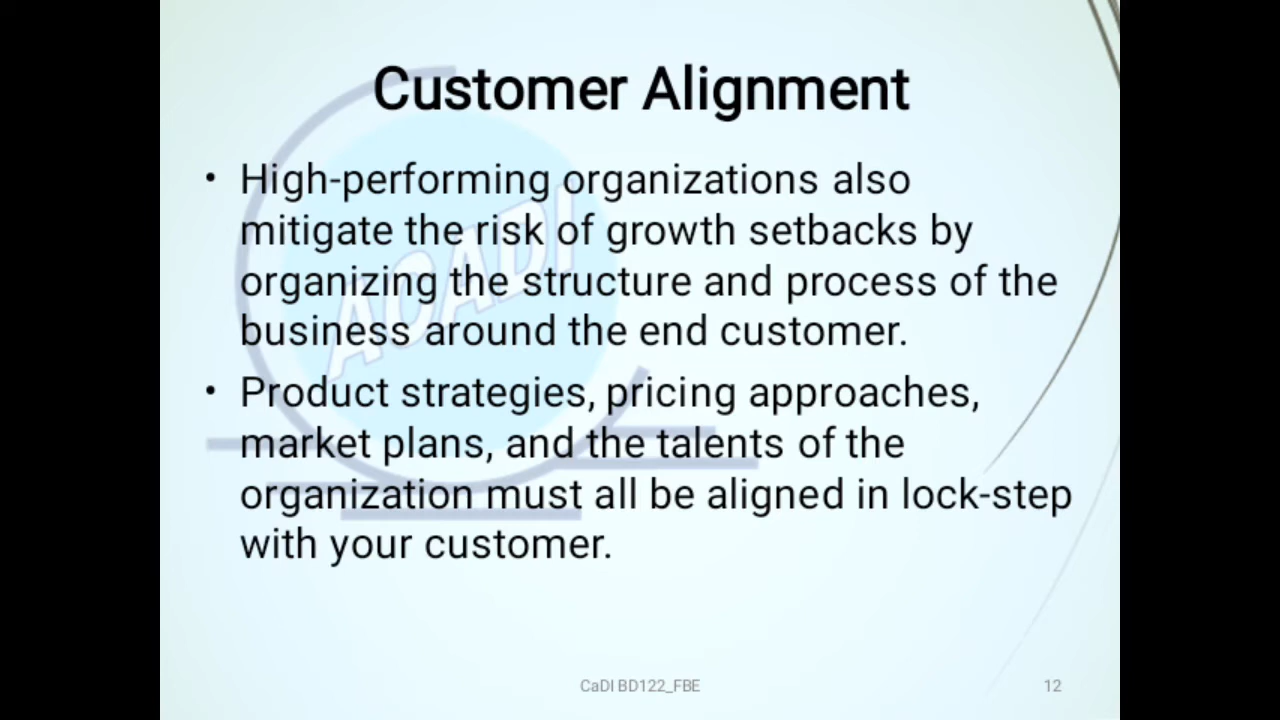 Customer Alignment
• High-performing organizations also
mitigate the risk of growth setbacks by
organizing the structure and process of the
business around the end customer.
• Product strategies, pricing approaches,
market plans, and the talents of the
organization must all be aligned in lock-step
with your customer.
ACADI
CaDI BD122_FBE
12